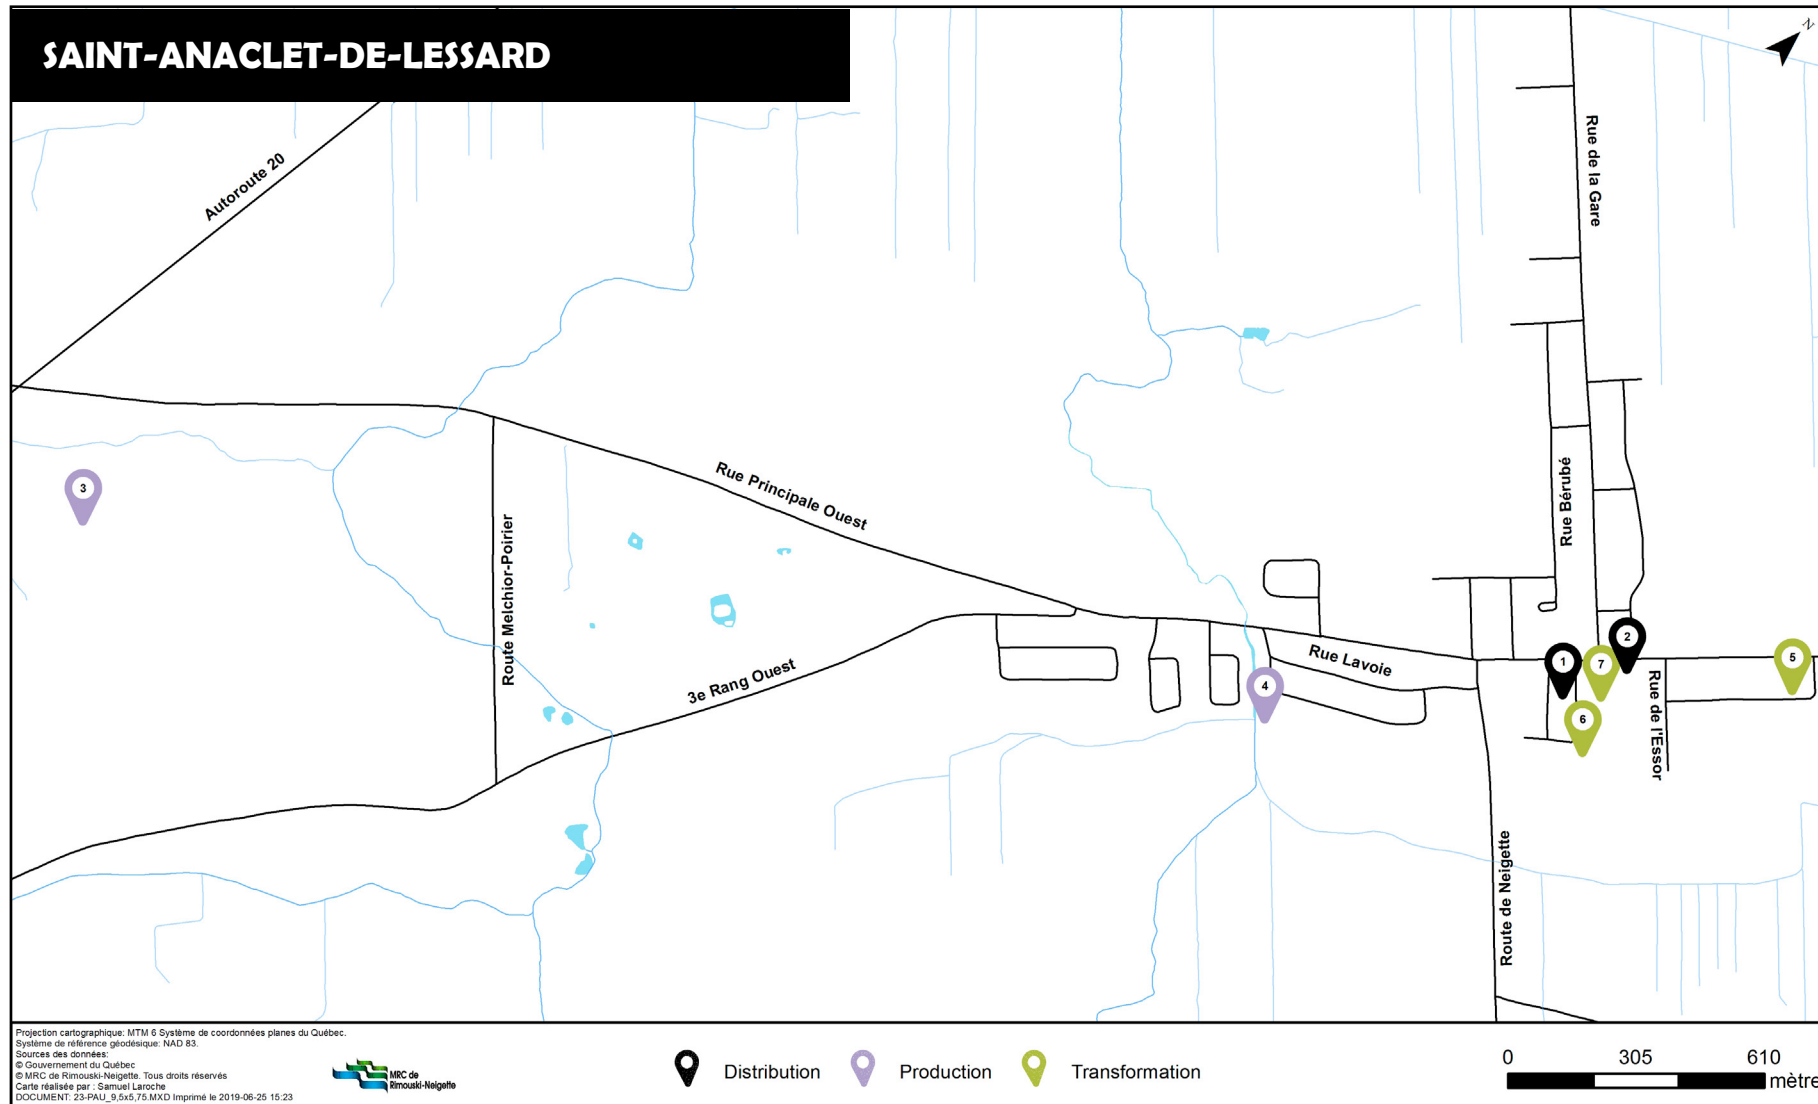 SAINT-ANACLET-DE-LESSARD
N
Autoroute 20
Rue de la Gare
Rue Principale Ouest
Rue Bérubé
3
Route Melchior-Poirier
3e Rang Ouest
Rue Lavoie
4
1
7
2
5
6
Rue de l'Essor
Route de Neigette
Projection cartographique: MTM 6 Système de coordonnées planes du Québec.
Système de référence géodésique: NAD 83.
Sources des données:
© Gouvernement du Québec
© MRC de Rimouski-Neigette. Tous droits réservés
Carte réalisée par : Samuel Laroche
DOCUMENT: 23-PAU_9,5x5,75.MXD Imprimé le 2019-06-25 15:23
MRC de
Rimouski-Neigette
Distribution
Production
Transformation
0 305 610
mètre